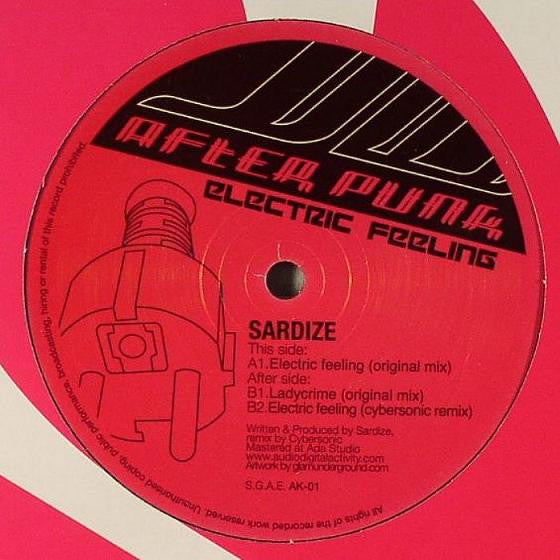 AFTER PUNK
ELECTRIC FEELING
SARDIZE
This side:
A1.Electric feeling (original mix)
After side:
B1.Ladycrime (original mix)
B2.Electric feeling (cybersonic remix)
Written & Produced by Sardize,
remix by Cybersonic
Mastered at Ada Studio
www.audiodigitalactivity.com
Artwork by glamunderground.com
S.G.A.E. AK-01
All rights of the recorded work reserved. Unauthorised coping, public performance, broadcasting, hiring or rental of this record prohibited.